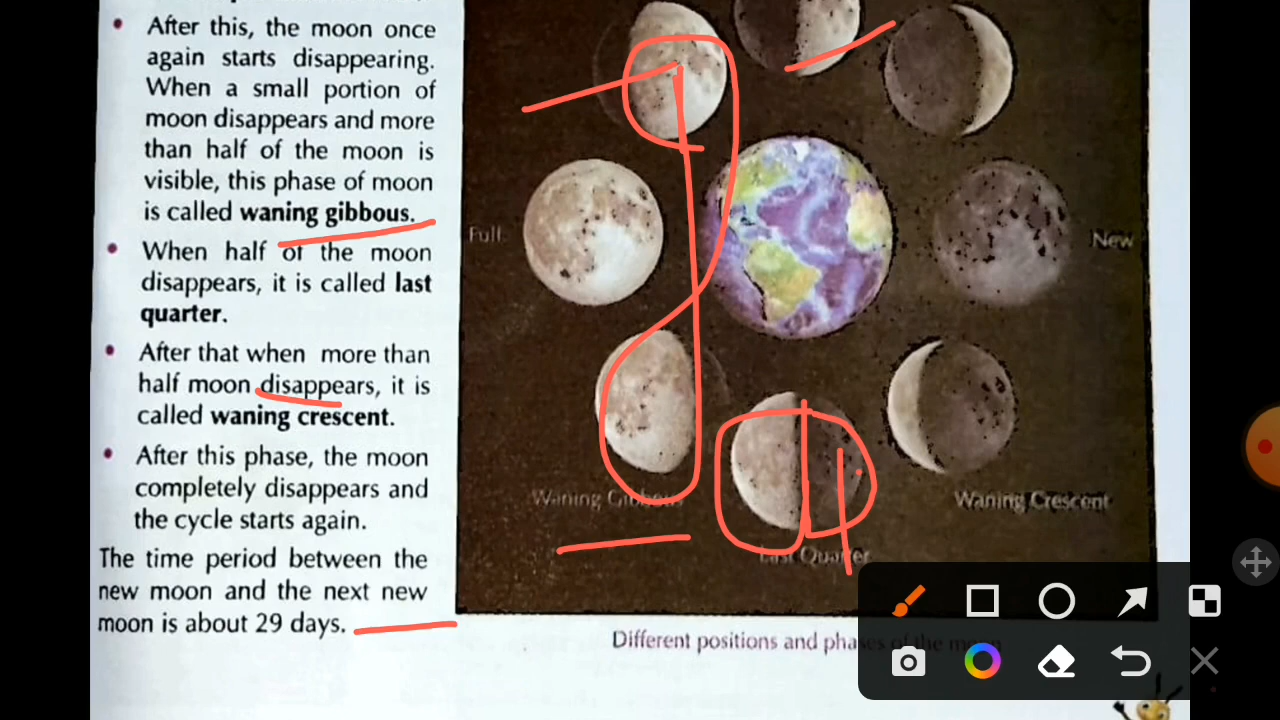 After this, the moon once
again starts disappearing.
When a small portion of
moon disappears and more
than half of the moon is
visible, this phase of moon
is called waning gibbous.
When half of the moon
disappears, it is called last
quarter.
After that when more than
half moon disappears, it is
called waning crescent.
After this phase, the moon
completely disappears and
the cycle starts again.
The time period between the
new moon and the next new
moon is about 29 days.
Full
New
Waning Gibbous
Last Quarter
Waning Crescent
Different positions and phases of the moon